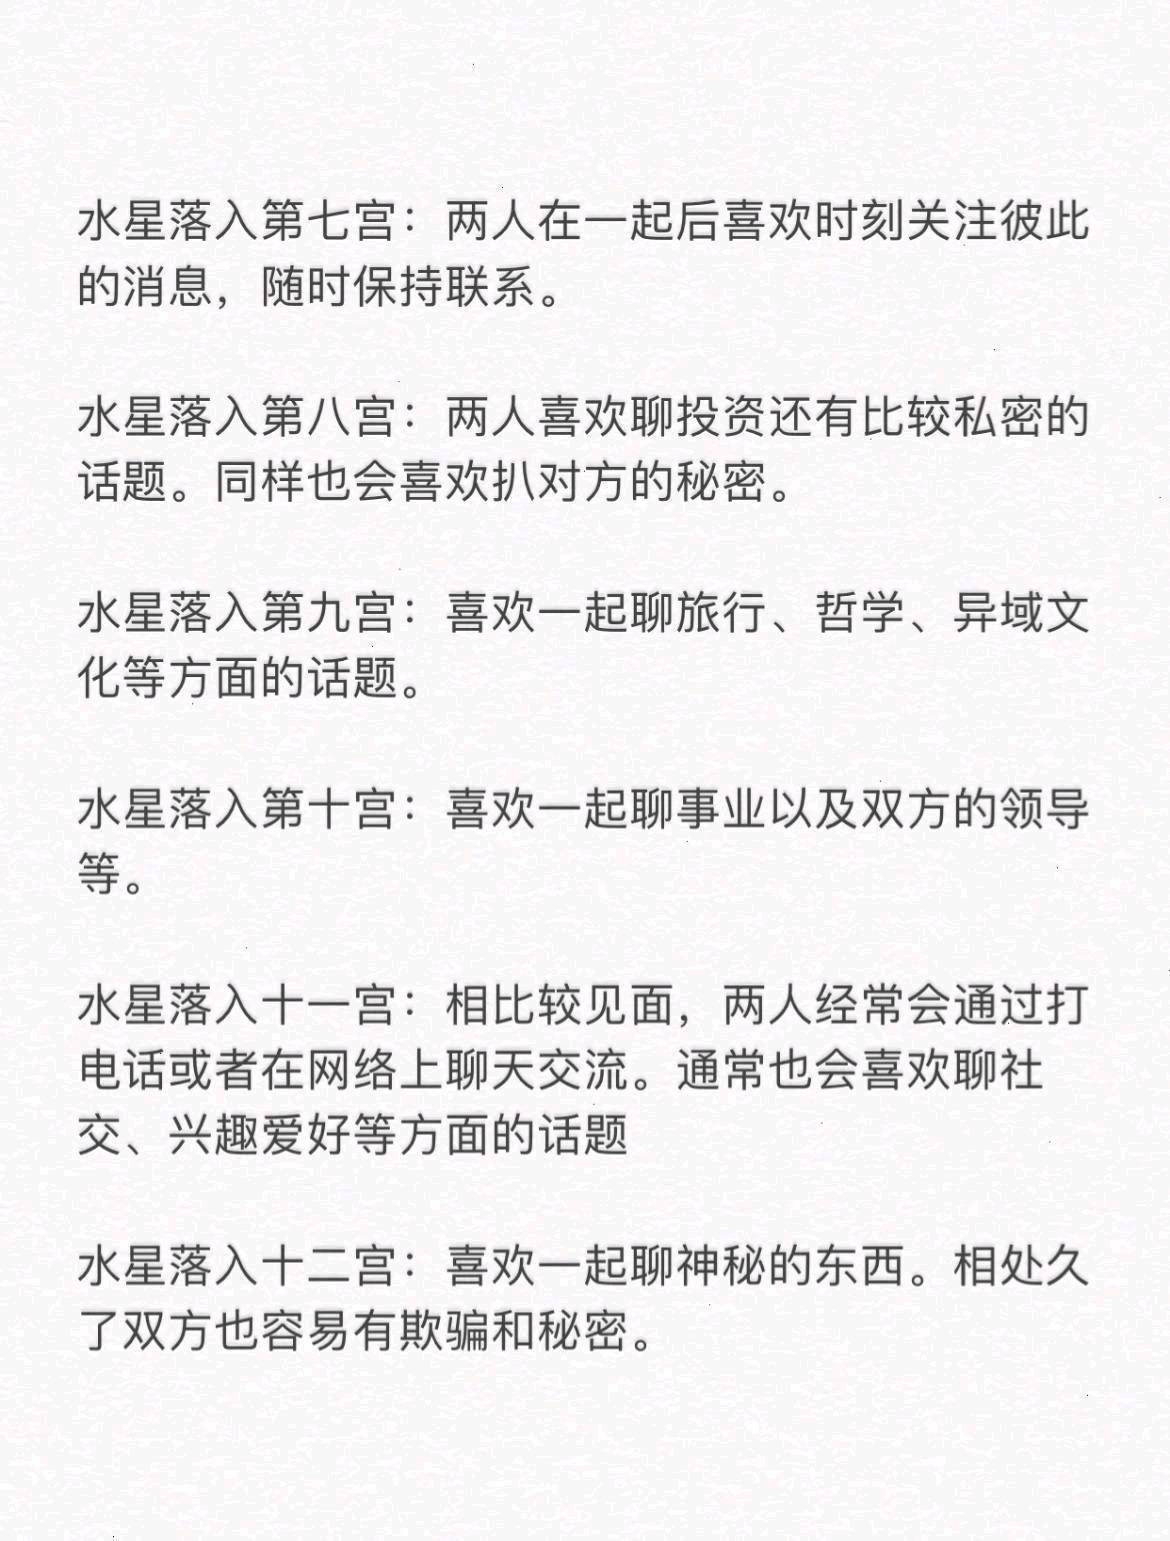 水星落入第七宫：两人在一起后喜欢时刻关注彼此
的消息，随时保持联系。
水星落入第八宫：两人喜欢聊投资还有比较私密的
话题。同样也会喜欢扒对方的秘密。
水星落入第九宫：喜欢一起聊旅行、哲学、异域文
化等方面的话题。
水星落入第十宫：喜欢一起聊事业以及双方的领导
等。
水星落入十一宫：相比较见面，两人经常会通过打
电话或者在网络上聊天交流。通常也会喜欢聊社
交、兴趣爱好等方面的话题
水星落入十二宫：喜欢一起聊神秘的东西。相处久
了双方也容易有欺骗和秘密。